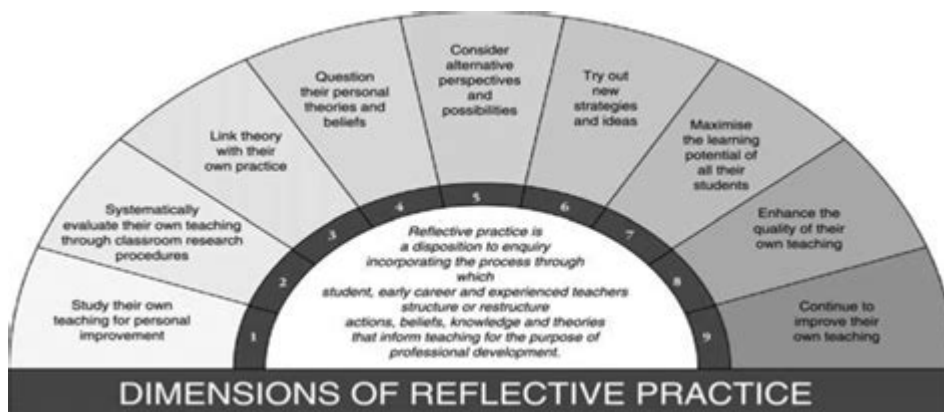 Study their own
teaching for personal
improvement
1
Systematically
evaluate their own teaching
through classroom research
procedures
2
Link theory
with their
own practice
3
Question
their personal
theories and
beliefs
4
Consider
alternative
perspectives
and
possibilities
5
Try out
new
strategies
and ideas
6
Maximise
the learning
potential of
all their
students
7
Enhance the
quality of their
own teaching
8
Continue to
improve their
own teaching
9
Reflective practice is
a disposition to enquiry
incorporating the process through
which
student, early career and experienced teachers
structure or restructure
actions, beliefs, knowledge and theories
that inform teaching for the purpose of
professional development.
DIMENSIONS OF REFLECTIVE PRACTICE